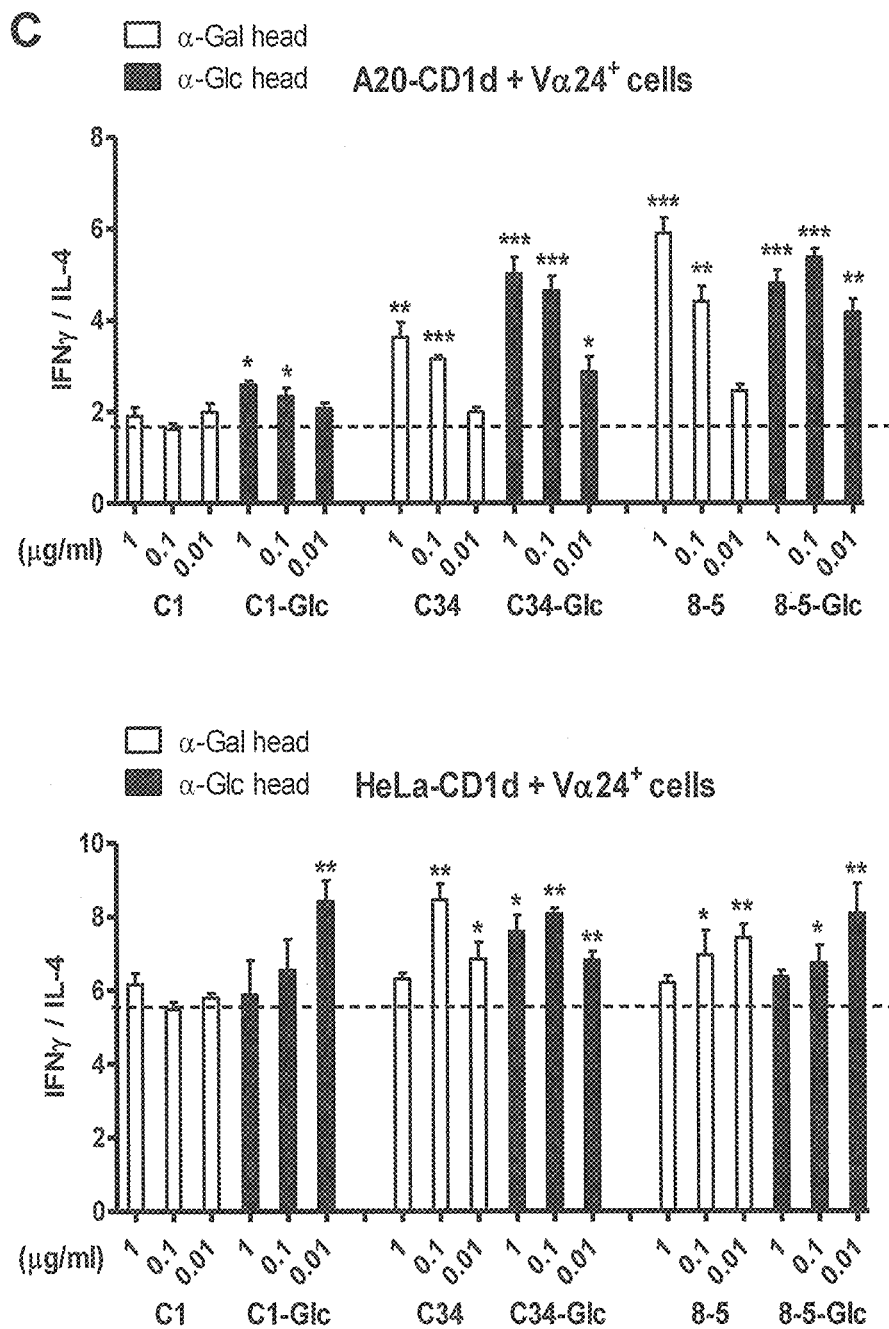 C
α-Gal head
α-Glc head
A20-CD1d + Vα24⁺ cells
8
6
4
2
0
IFNγ / IL-4
*** *** *** *** *** *** ** *** ** ** * * *
(μg/ml) 1 0.1 0.01 1 0.1 0.01 1 0.1 0.01 1 0.1 0.01 1 0.1 0.01 1 0.1 0.01
C1 C1-Glc C34 C34-Glc 8-5 8-5-Glc
α-Gal head
α-Glc head
HeLa-CD1d + Vα24⁺ cells
10
8
6
4
2
0
IFNγ / IL-4
** ** * * ** ** * ** * **
(μg/ml) 1 0.1 0.01 1 0.1 0.01 1 0.1 0.01 1 0.1 0.01 1 0.1 0.01 1 0.1 0.01
C1 C1-Glc C34 C34-Glc 8-5 8-5-Glc